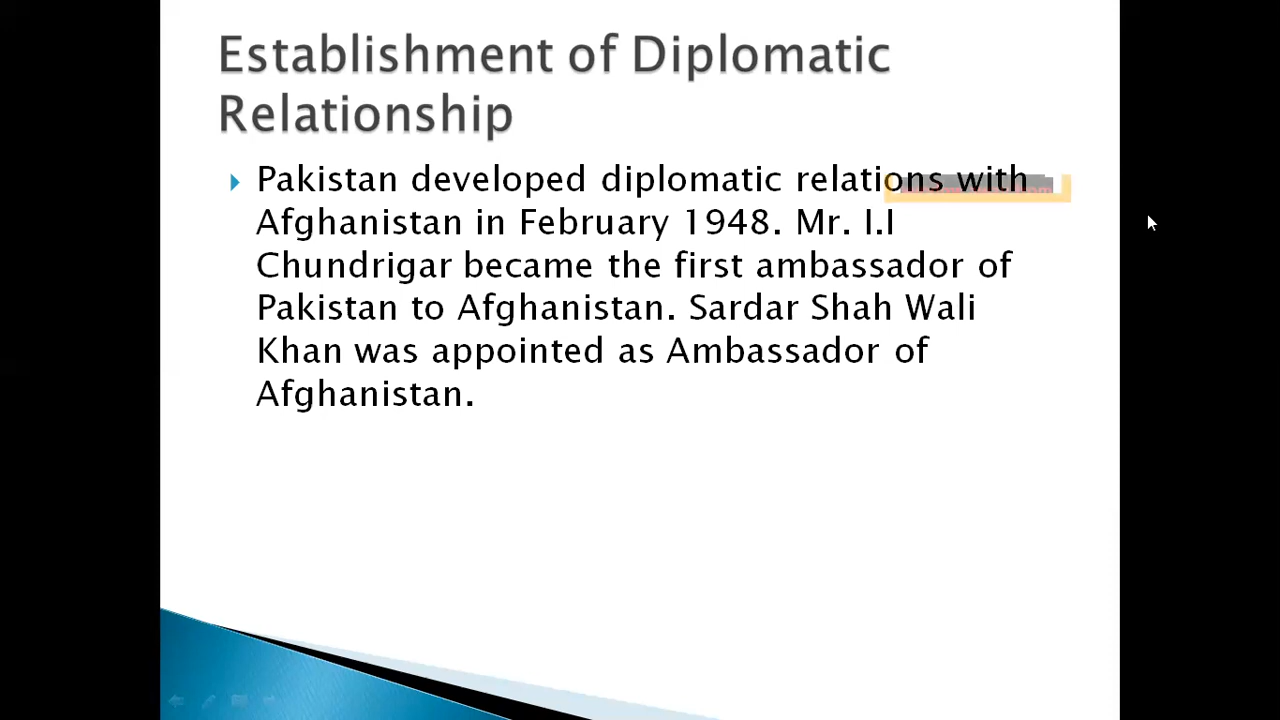 Establishment of Diplomatic
Relationship
Pakistan developed diplomatic relations with
Afghanistan in February 1948. Mr. I.I
Chundrigar became the first ambassador of
Pakistan to Afghanistan. Sardar Shah Wali
Khan was appointed as Ambassador of
Afghanistan.